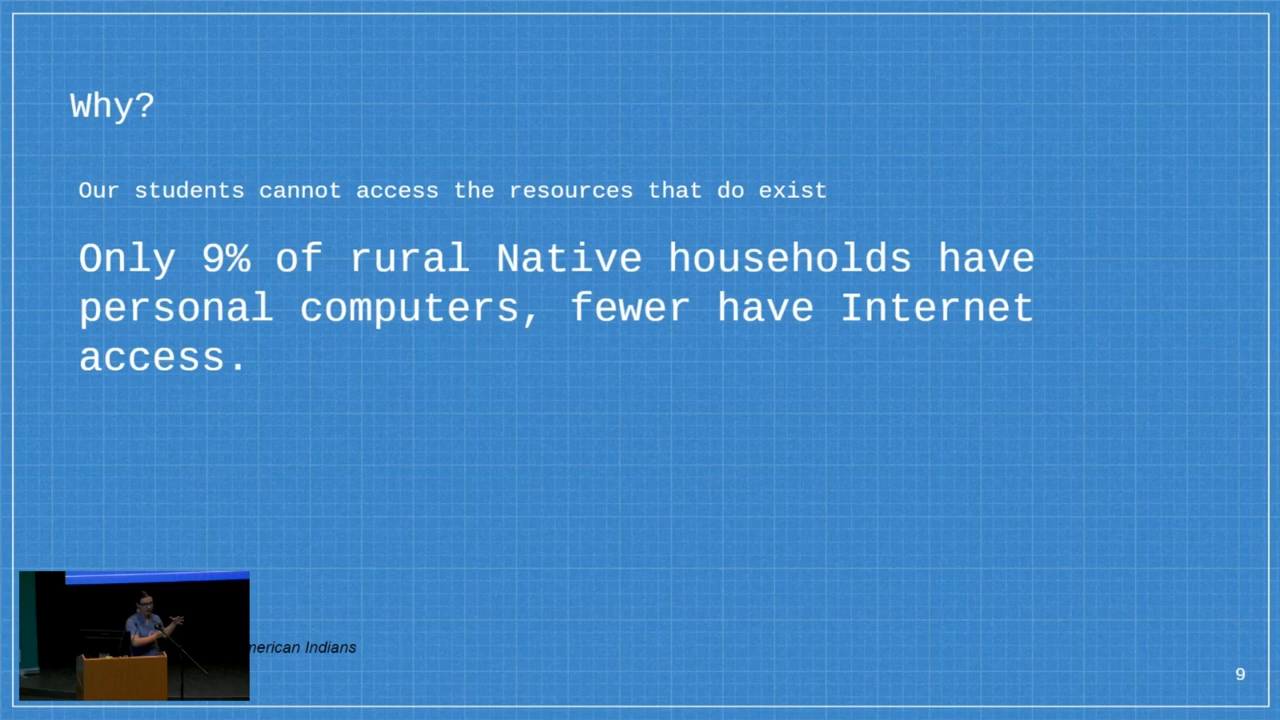 Why?
Our students cannot access the resources that do exist
Only 9% of rural Native households have
personal computers, fewer have Internet
access.
Indians
9